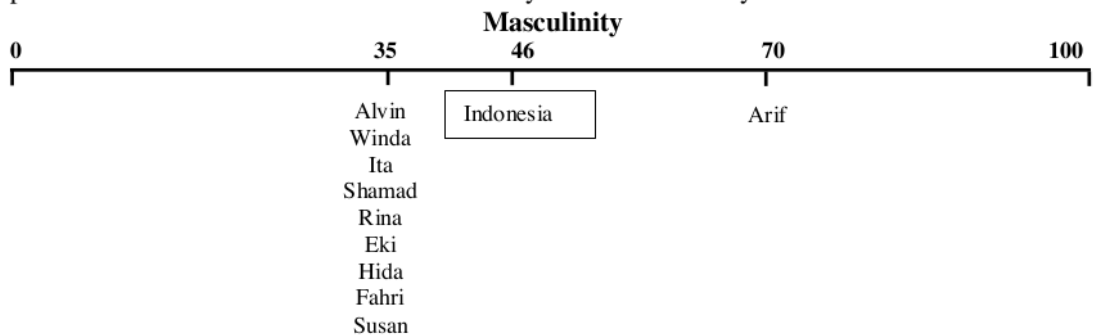 Masculinity
0 35 46 70 100
Alvin Indonesia Arif
Winda
Ita
Shamad
Rina
Eki
Hida
Fahri
Susan